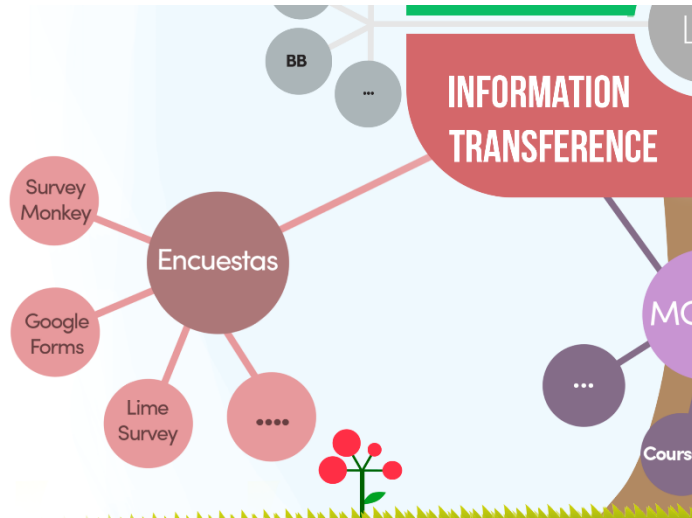 BB
...
INFORMATION
TRANSFERENCE
Survey
Monkey
Encuestas
Google
Forms
Lime
Survey
....
...